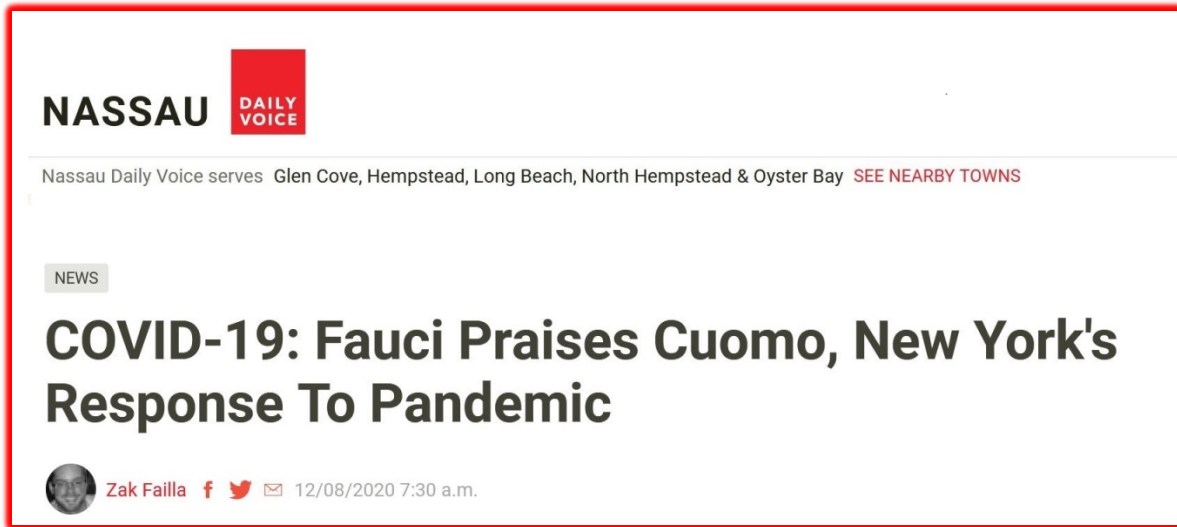 NASSAU
DAILY
VOICE
Nassau Daily Voice serves Glen Cove, Hempstead, Long Beach, North Hempstead & Oyster Bay SEE NEARBY TOWNS
NEWS
COVID-19: Fauci Praises Cuomo, New York's
Response To Pandemic
Zak Failla f 12/08/2020 7:30 a.m.